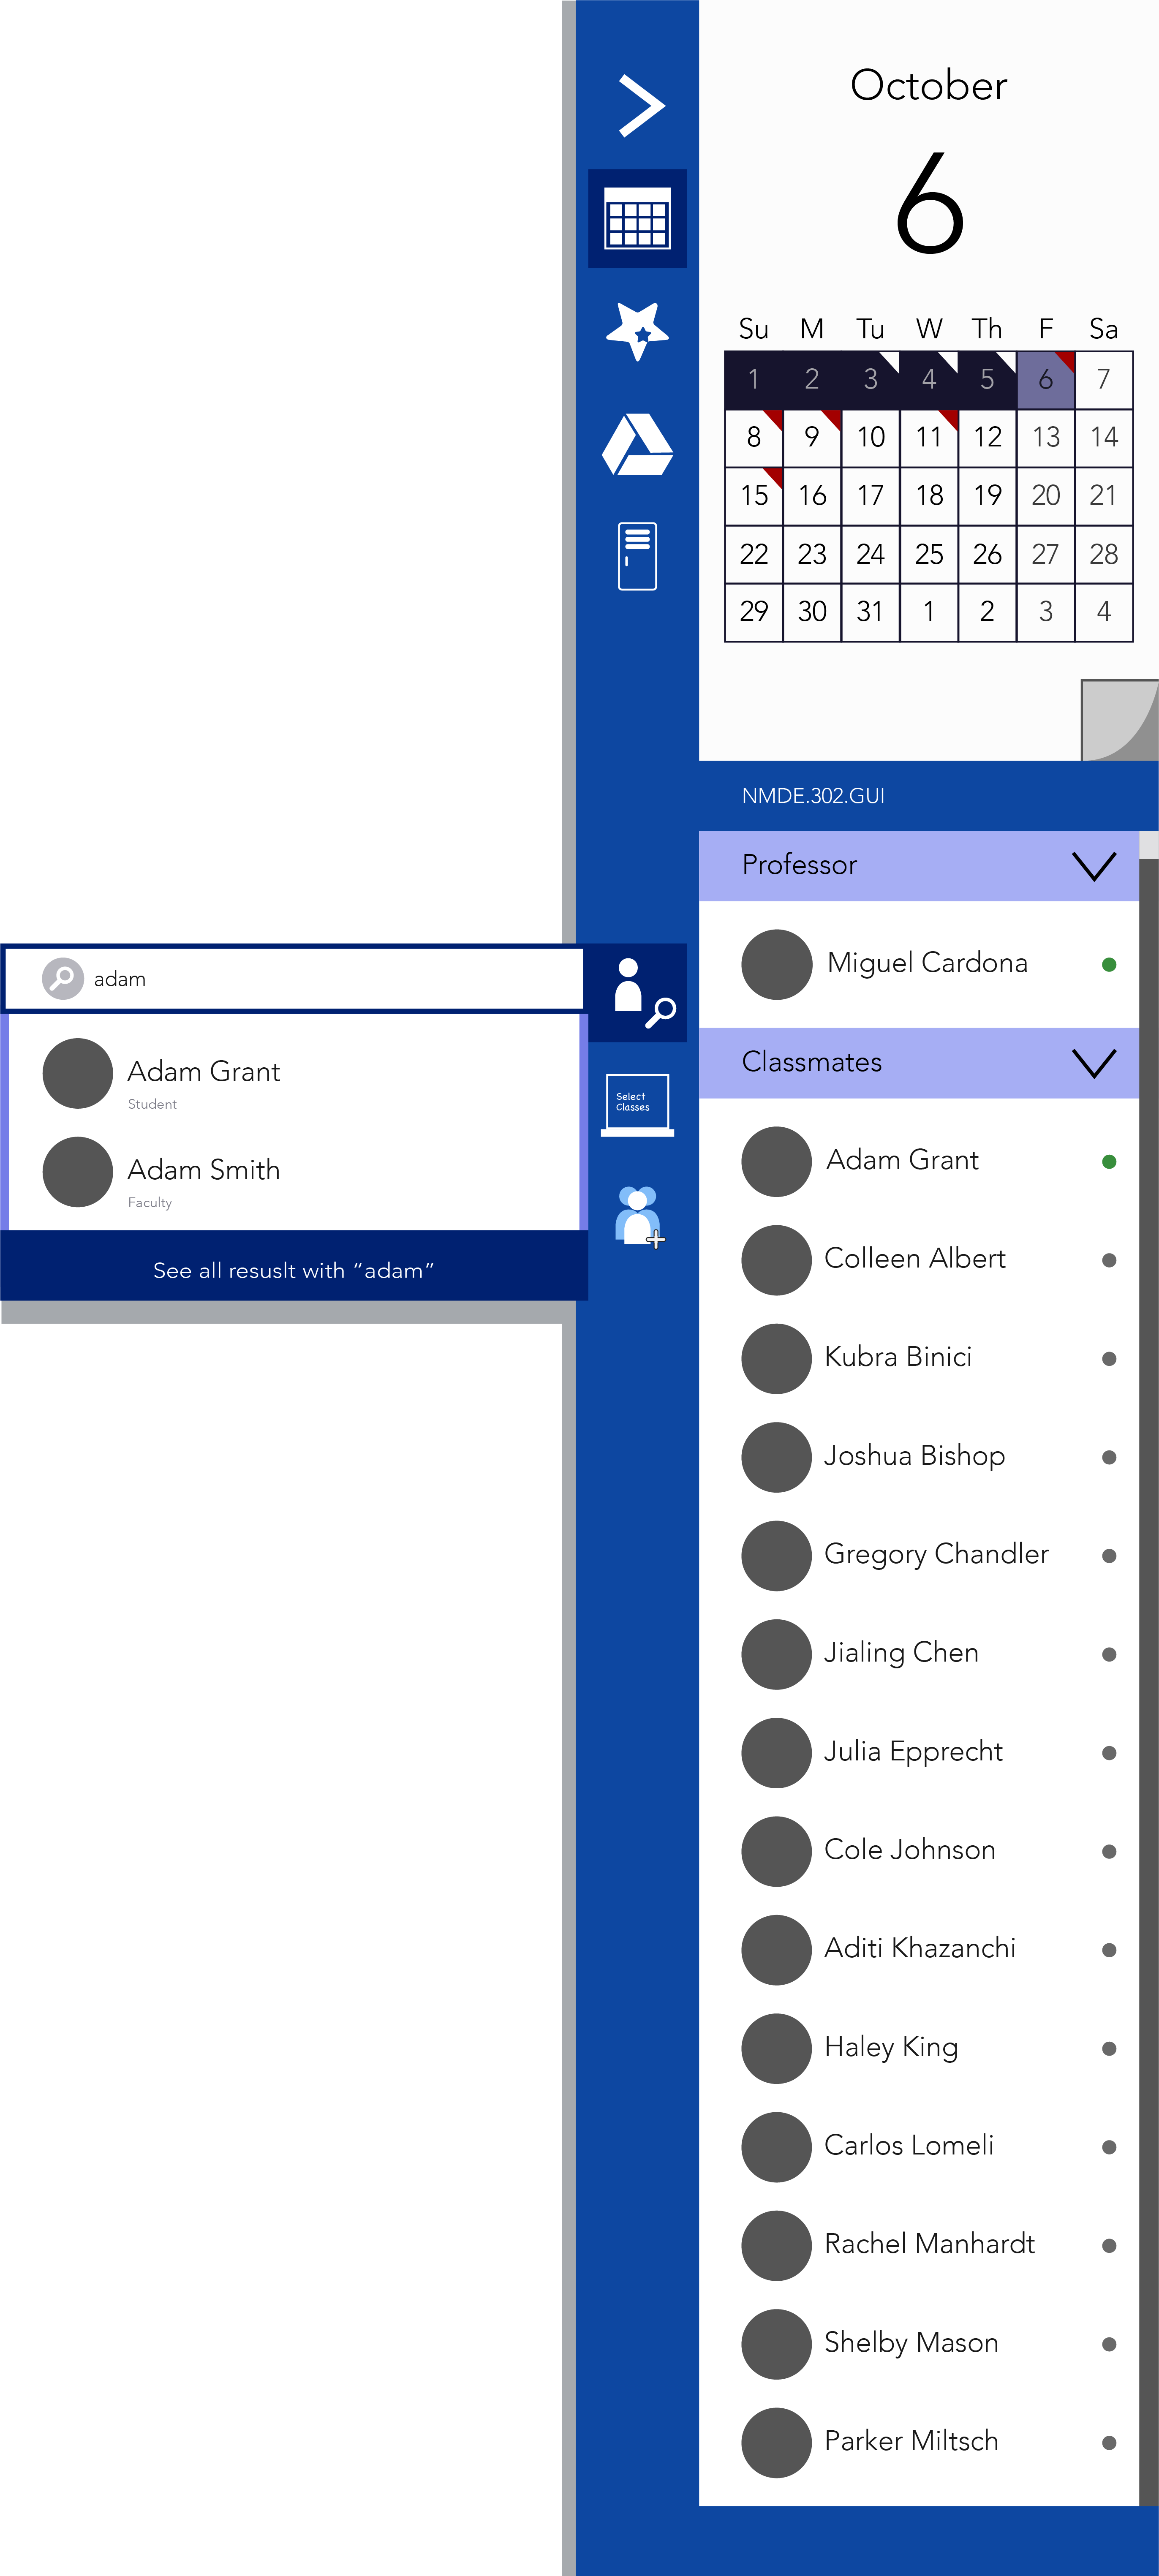 October
6
Su M Tu W Th F Sa
1 2 3 4 5 6 7
8 9 10 11 12 13 14
15 16 17 18 19 20 21
22 23 24 25 26 27 28
29 30 31 1 2 3 4
NMDE.302.GUI
Professor
Miguel Cardona
Classmates
Adam Grant
Colleen Albert
Kubra Binici
Joshua Bishop
Gregory Chandler
Jialing Chen
Julia Epprecht
Cole Johnson
Aditi Khazanchi
Haley King
Carlos Lomeli
Rachel Manhardt
Shelby Mason
Parker Miltsch
adam
Adam Grant
Student
Adam Smith
Faculty
See all resuslt with “adam”
Select
Classes